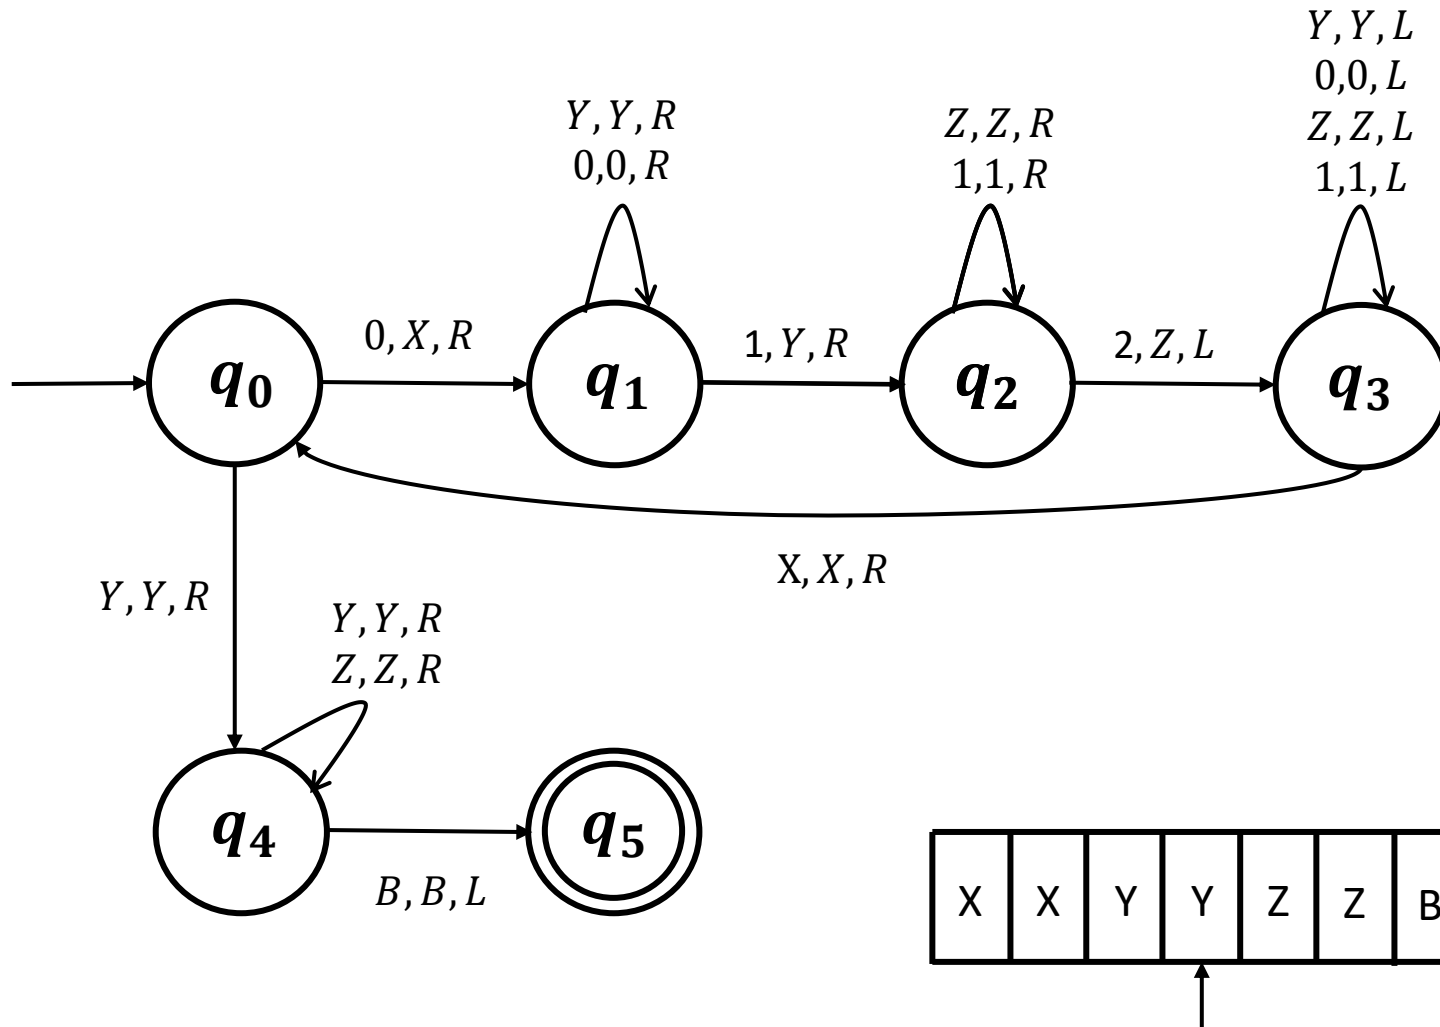 Y, Y, L
0,0, L
Z, Z, L
1,1, L
Y, Y, R
0,0, R
Z, Z, R
1,1, R
0, X, R
1, Y, R
2, Z, L
q₀
q₁
q₂
q₃
X, X, R
Y, Y, R
Y, Y, R
Z, Z, R
q₄
q₅
B, B, L
X X Y Y Z Z B